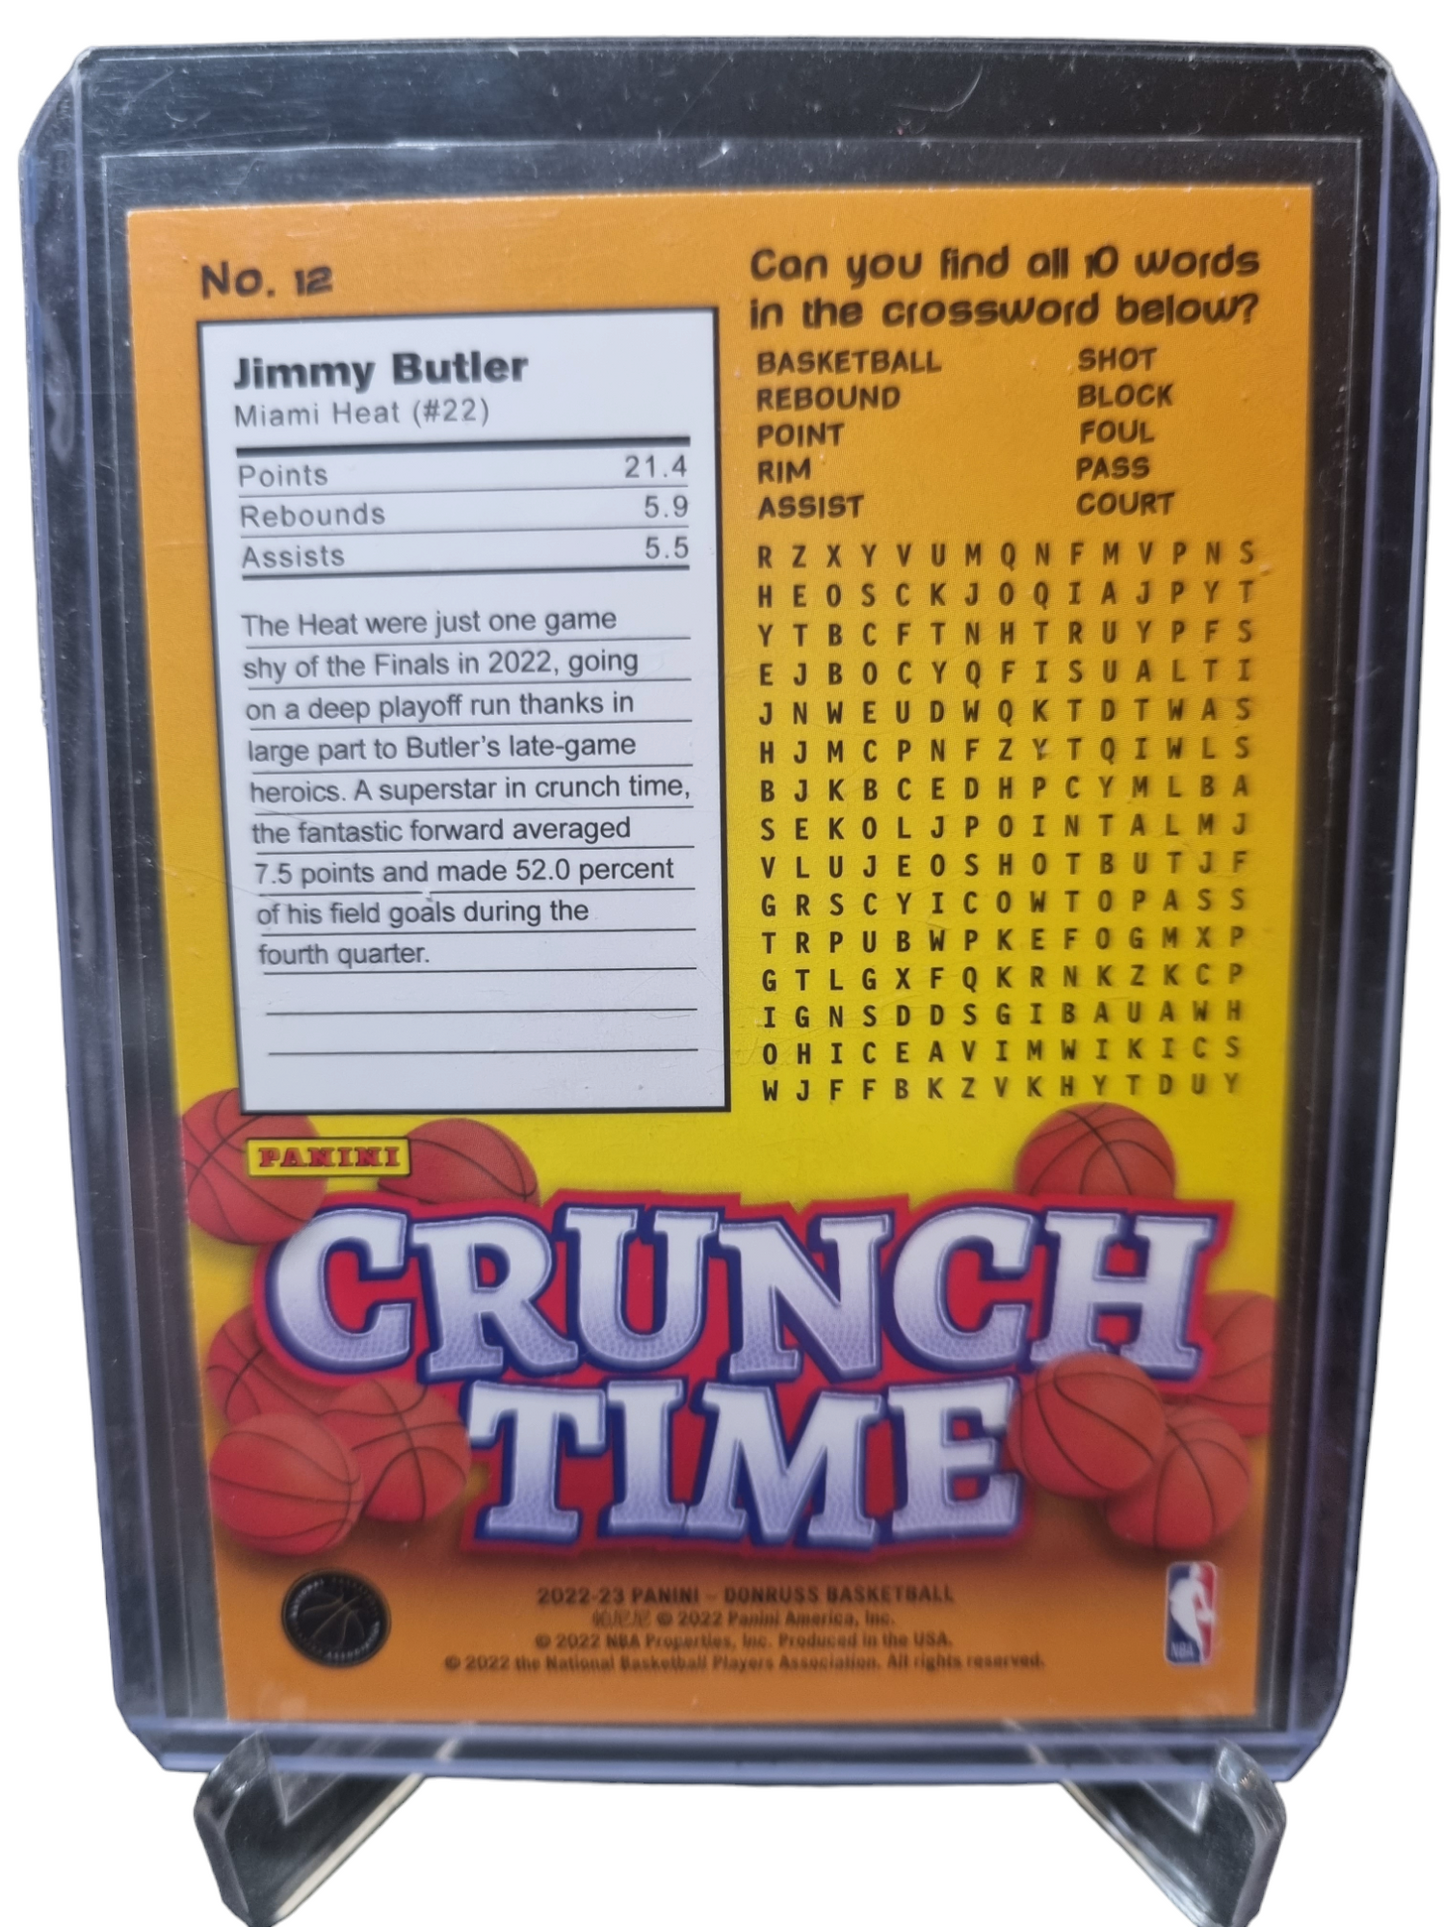 No. 12
Jimmy Butler
Miami Heat (#22)
Points 21.4
Rebounds 5.9
Assists 5.5
The Heat were just one game
shy of the Finals in 2022, going
on a deep playoff run thanks in
large part to Butler's late-game
heroics. A superstar in crunch time,
the fantastic forward averaged
7.5 points and made 52.0 percent
of his field goals during the
fourth quarter.
Can you find all 10 words
in the crossword below?
BASKETBALL SHOT
REBOUND BLOCK
POINT FOUL
RIM PASS
ASSIST COURT
R Z X Y V U M Q N F M V P N S
H E O S C K J O Q I A J P Y T
Y T B C F T N H T R U Y P F S
E J B O C Y Q F I S U A L T I
J N W E U D W Q K T D T W A S
H J M C P N F Z Y T Q I W L S
B J K B C E D H P C Y M L B A
S E K O L J P O I N T A L M J
V L U J E O S H O T B U T J F
G R S C Y I C O W T O P A S S
T R P U B W P K E F O G M X P
G T L G X F Q K R N K Z K C P
I G N S D D S G I B A U A W H
O H I C E A V I M W I K I C S
W J F F B K Z V K H Y T D U Y
PANINI
CRUNCH
TIME
2022-23 PANINI - DONRUSS BASKETBALL
© 2022 Panini America, Inc.
© 2022 NBA Properties, Inc. Produced in the USA.
© 2022 the National Basketball Players Association. All rights reserved.
NBA